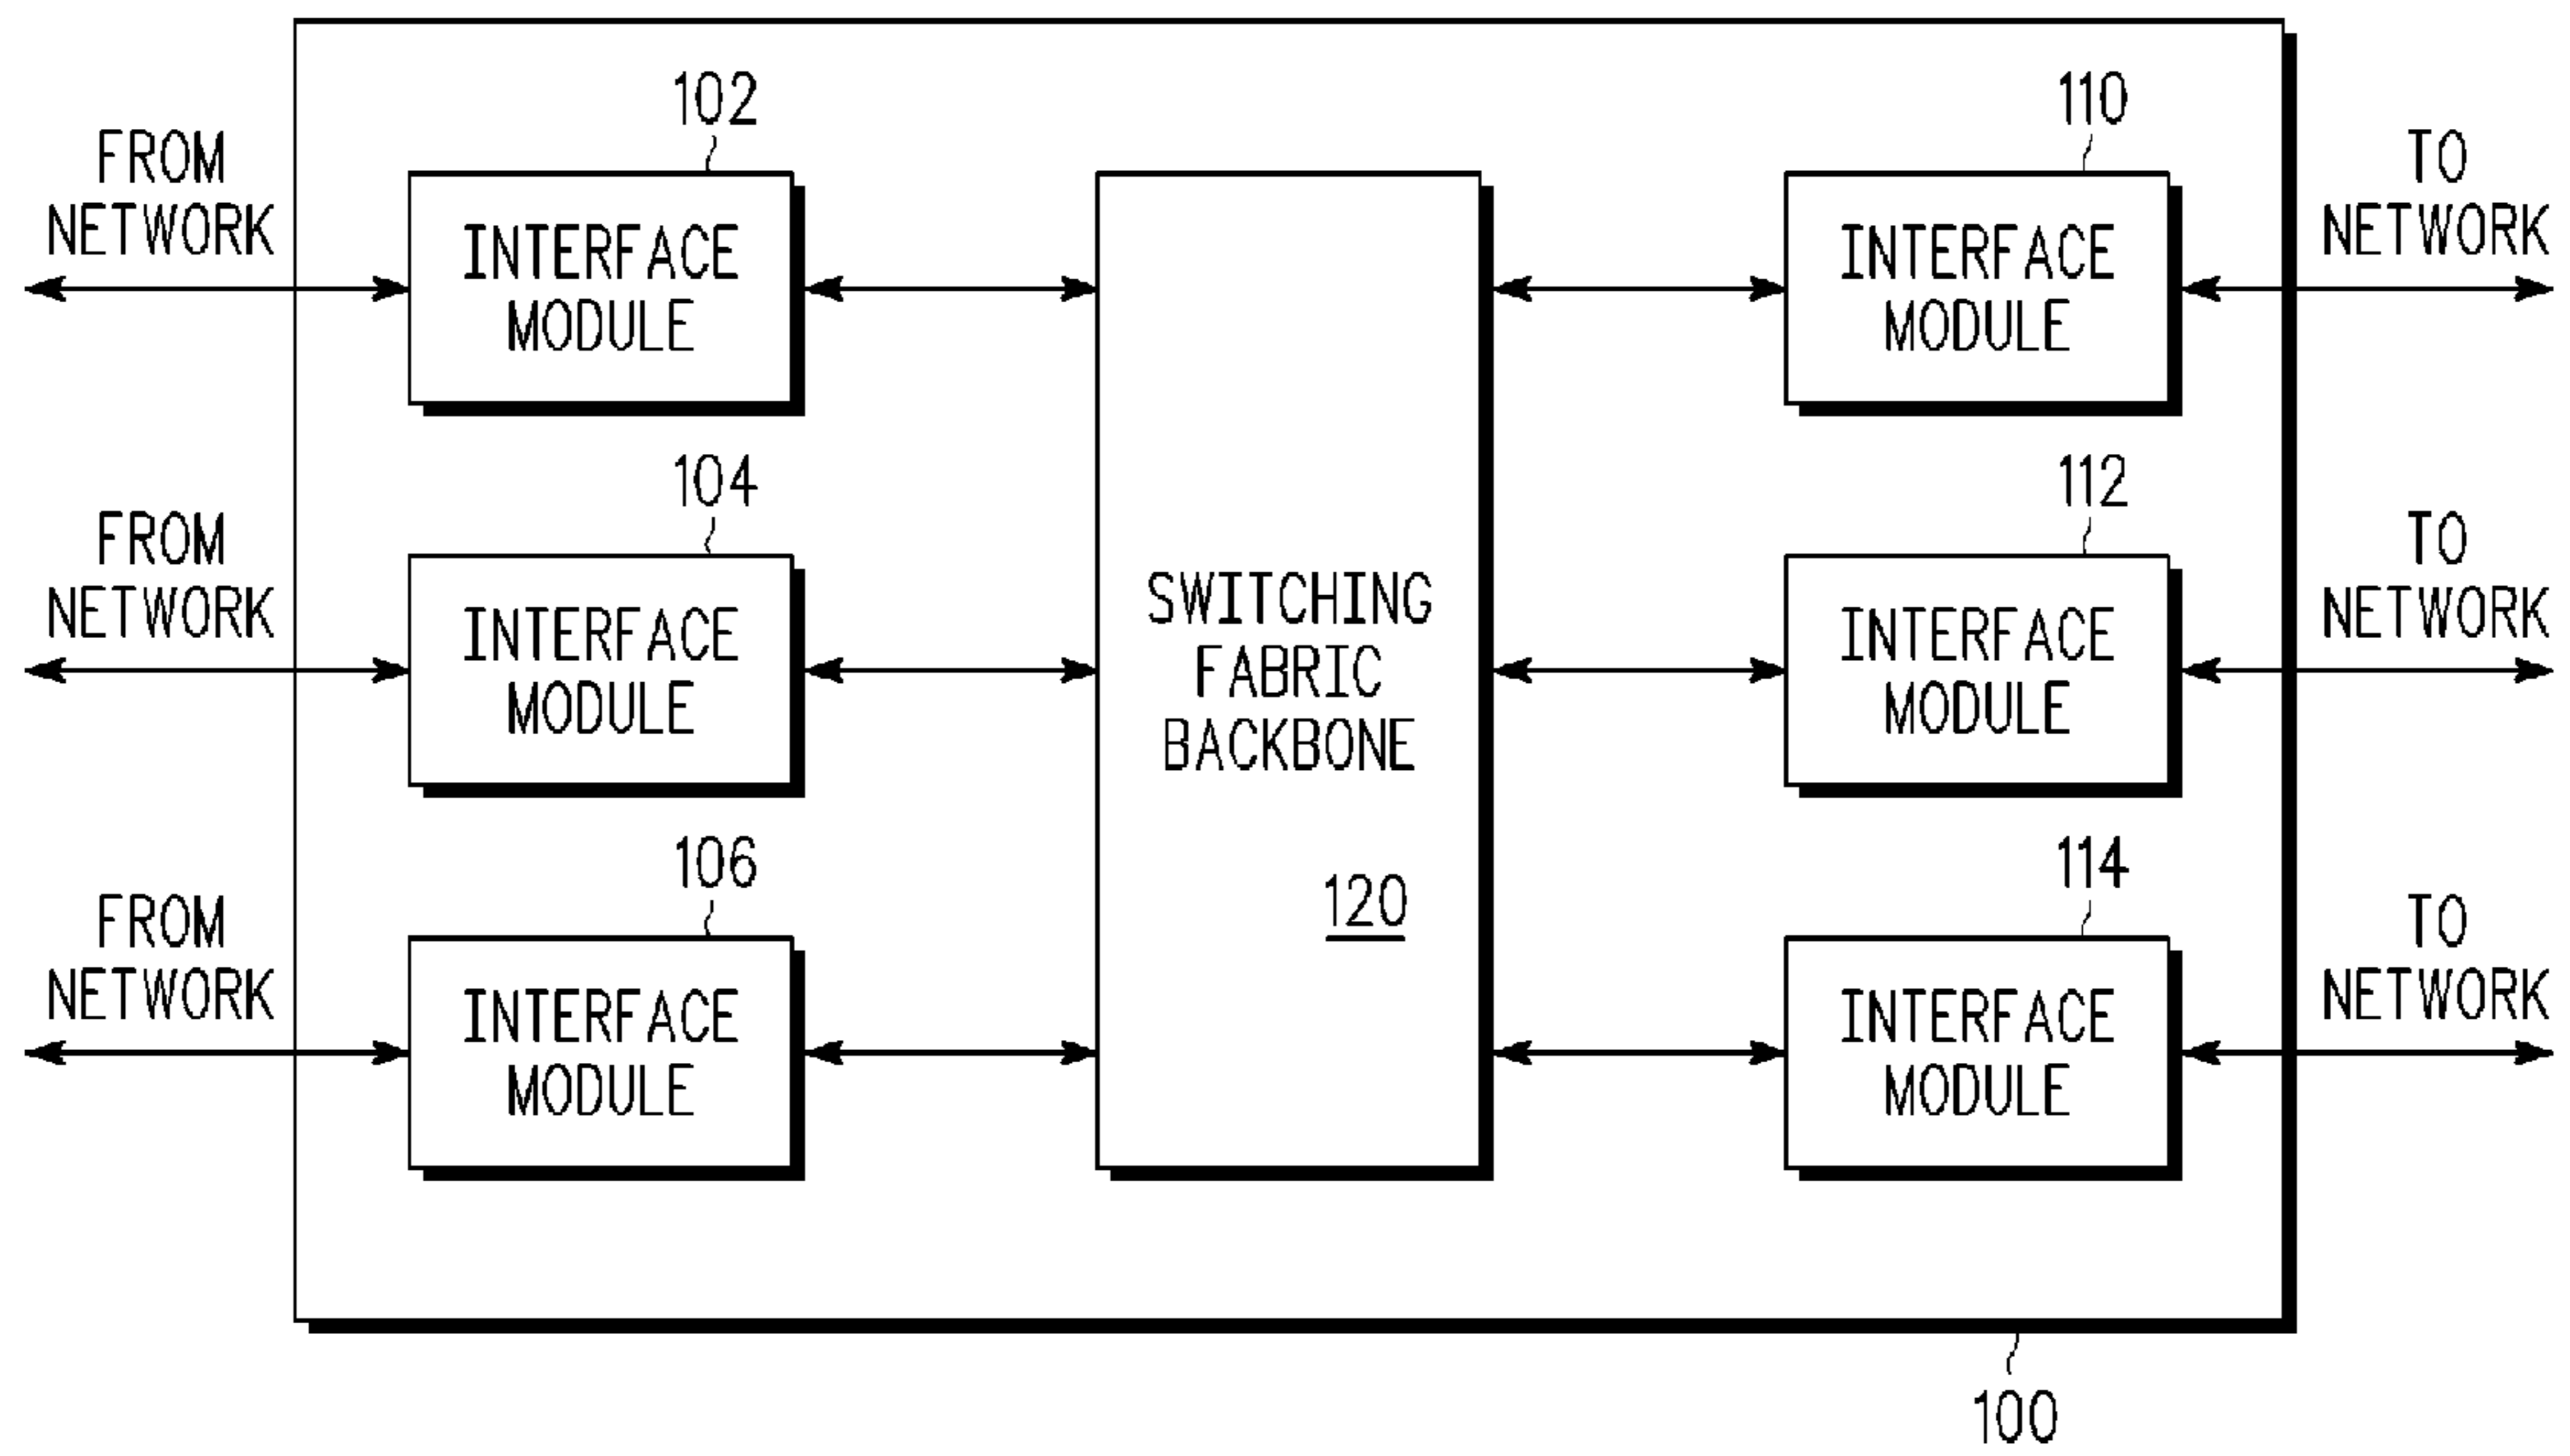 102
110
FROM
NETWORK
INTERFACE
MODULE
INTERFACE
MODULE
TO
NETWORK
104
112
FROM
NETWORK
INTERFACE
MODULE
SWITCHING
FABRIC
BACKBONE
INTERFACE
MODULE
TO
NETWORK
106
114
FROM
NETWORK
INTERFACE
MODULE
120
INTERFACE
MODULE
TO
NETWORK
100